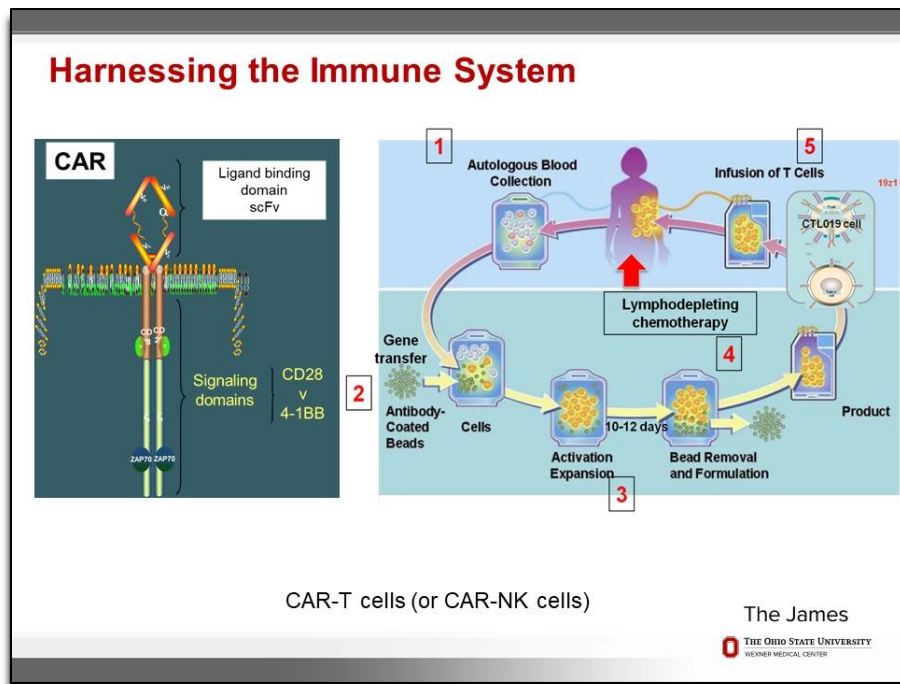 Harnessing the Immune System
CAR
Ligand binding
domain
scFv
Signaling
domains
CD28
v
4-1BB
ZAP70 ZAP70
1
Autologous Blood
Collection
5
Infusion of T Cells
CTL019 cell
Lymphodepleting
chemotherapy
4
Gene
transfer
2
Antibody-
Coated
Beads
Cells
10-12 days
Activation
Expansion
3
Bead Removal
and Formulation
Product
CAR-T cells (or CAR-NK cells)
The James
THE OHIO STATE UNIVERSITY
WEXNER MEDICAL CENTER